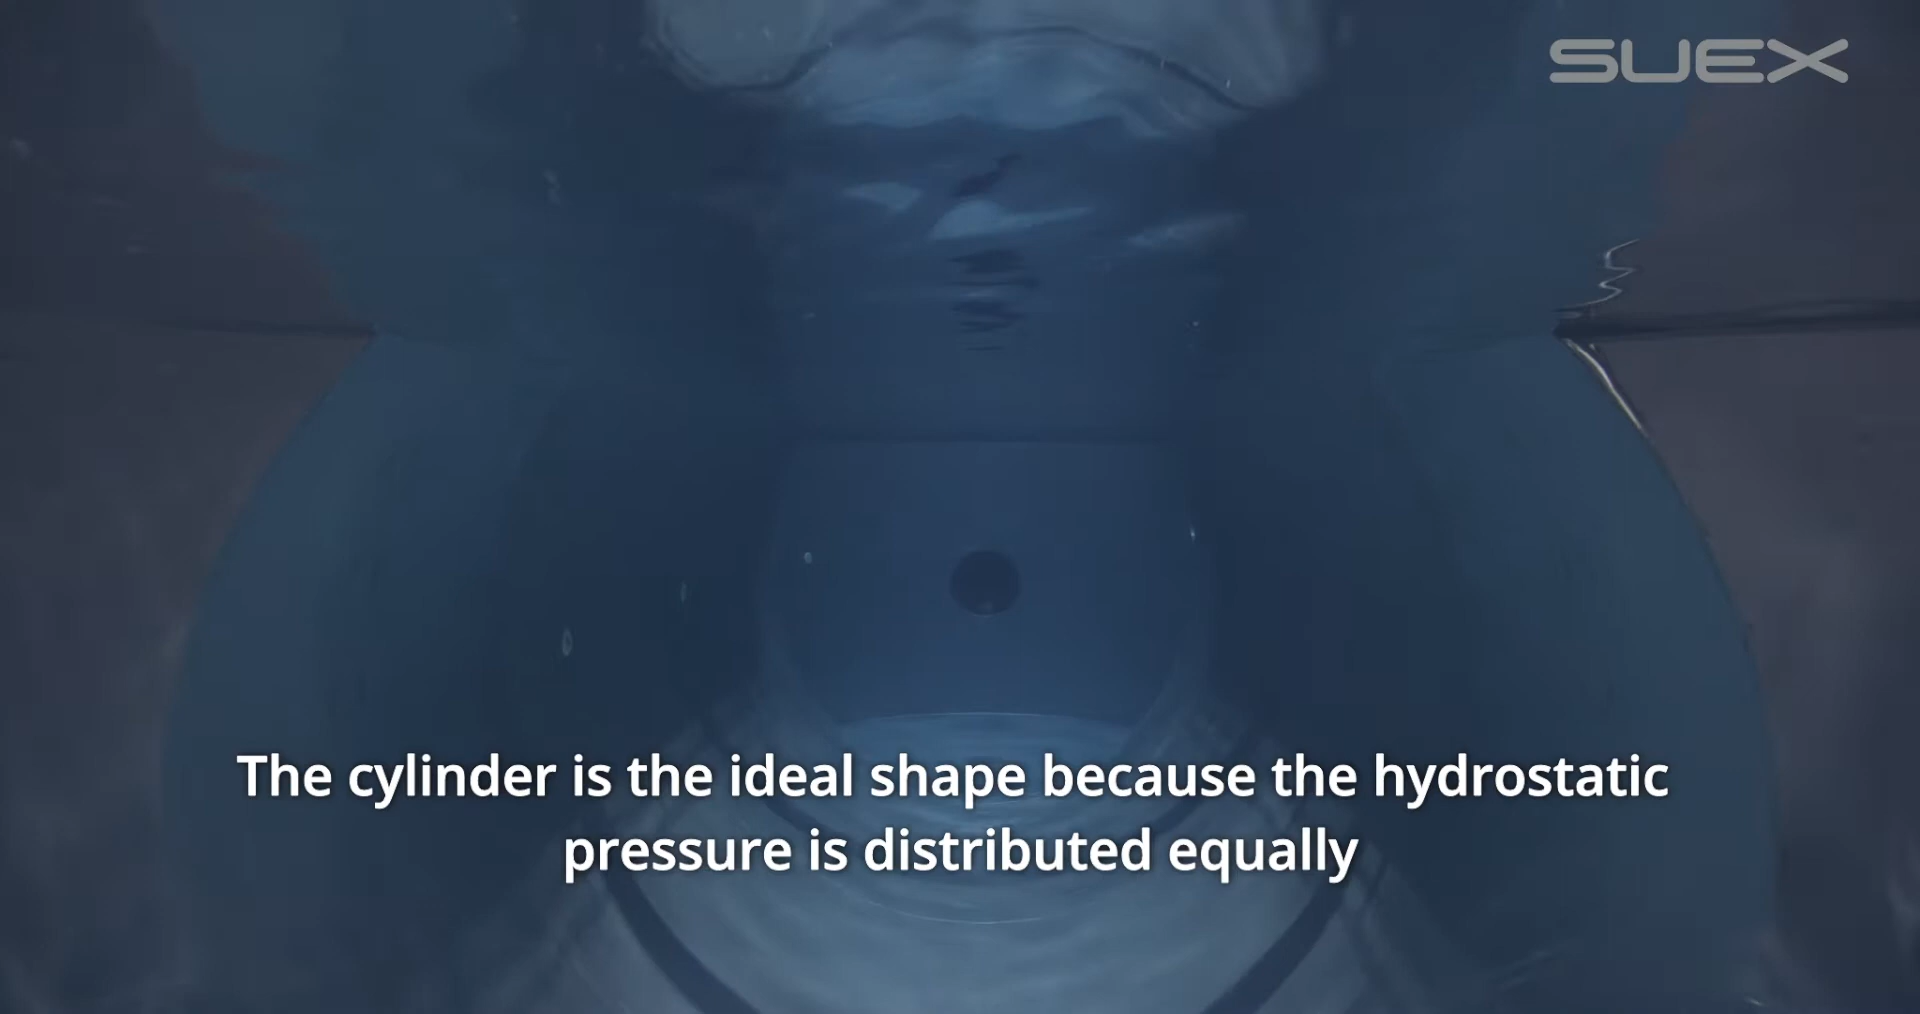 SUEX
The cylinder is the ideal shape because the hydrostatic
pressure is distributed equally